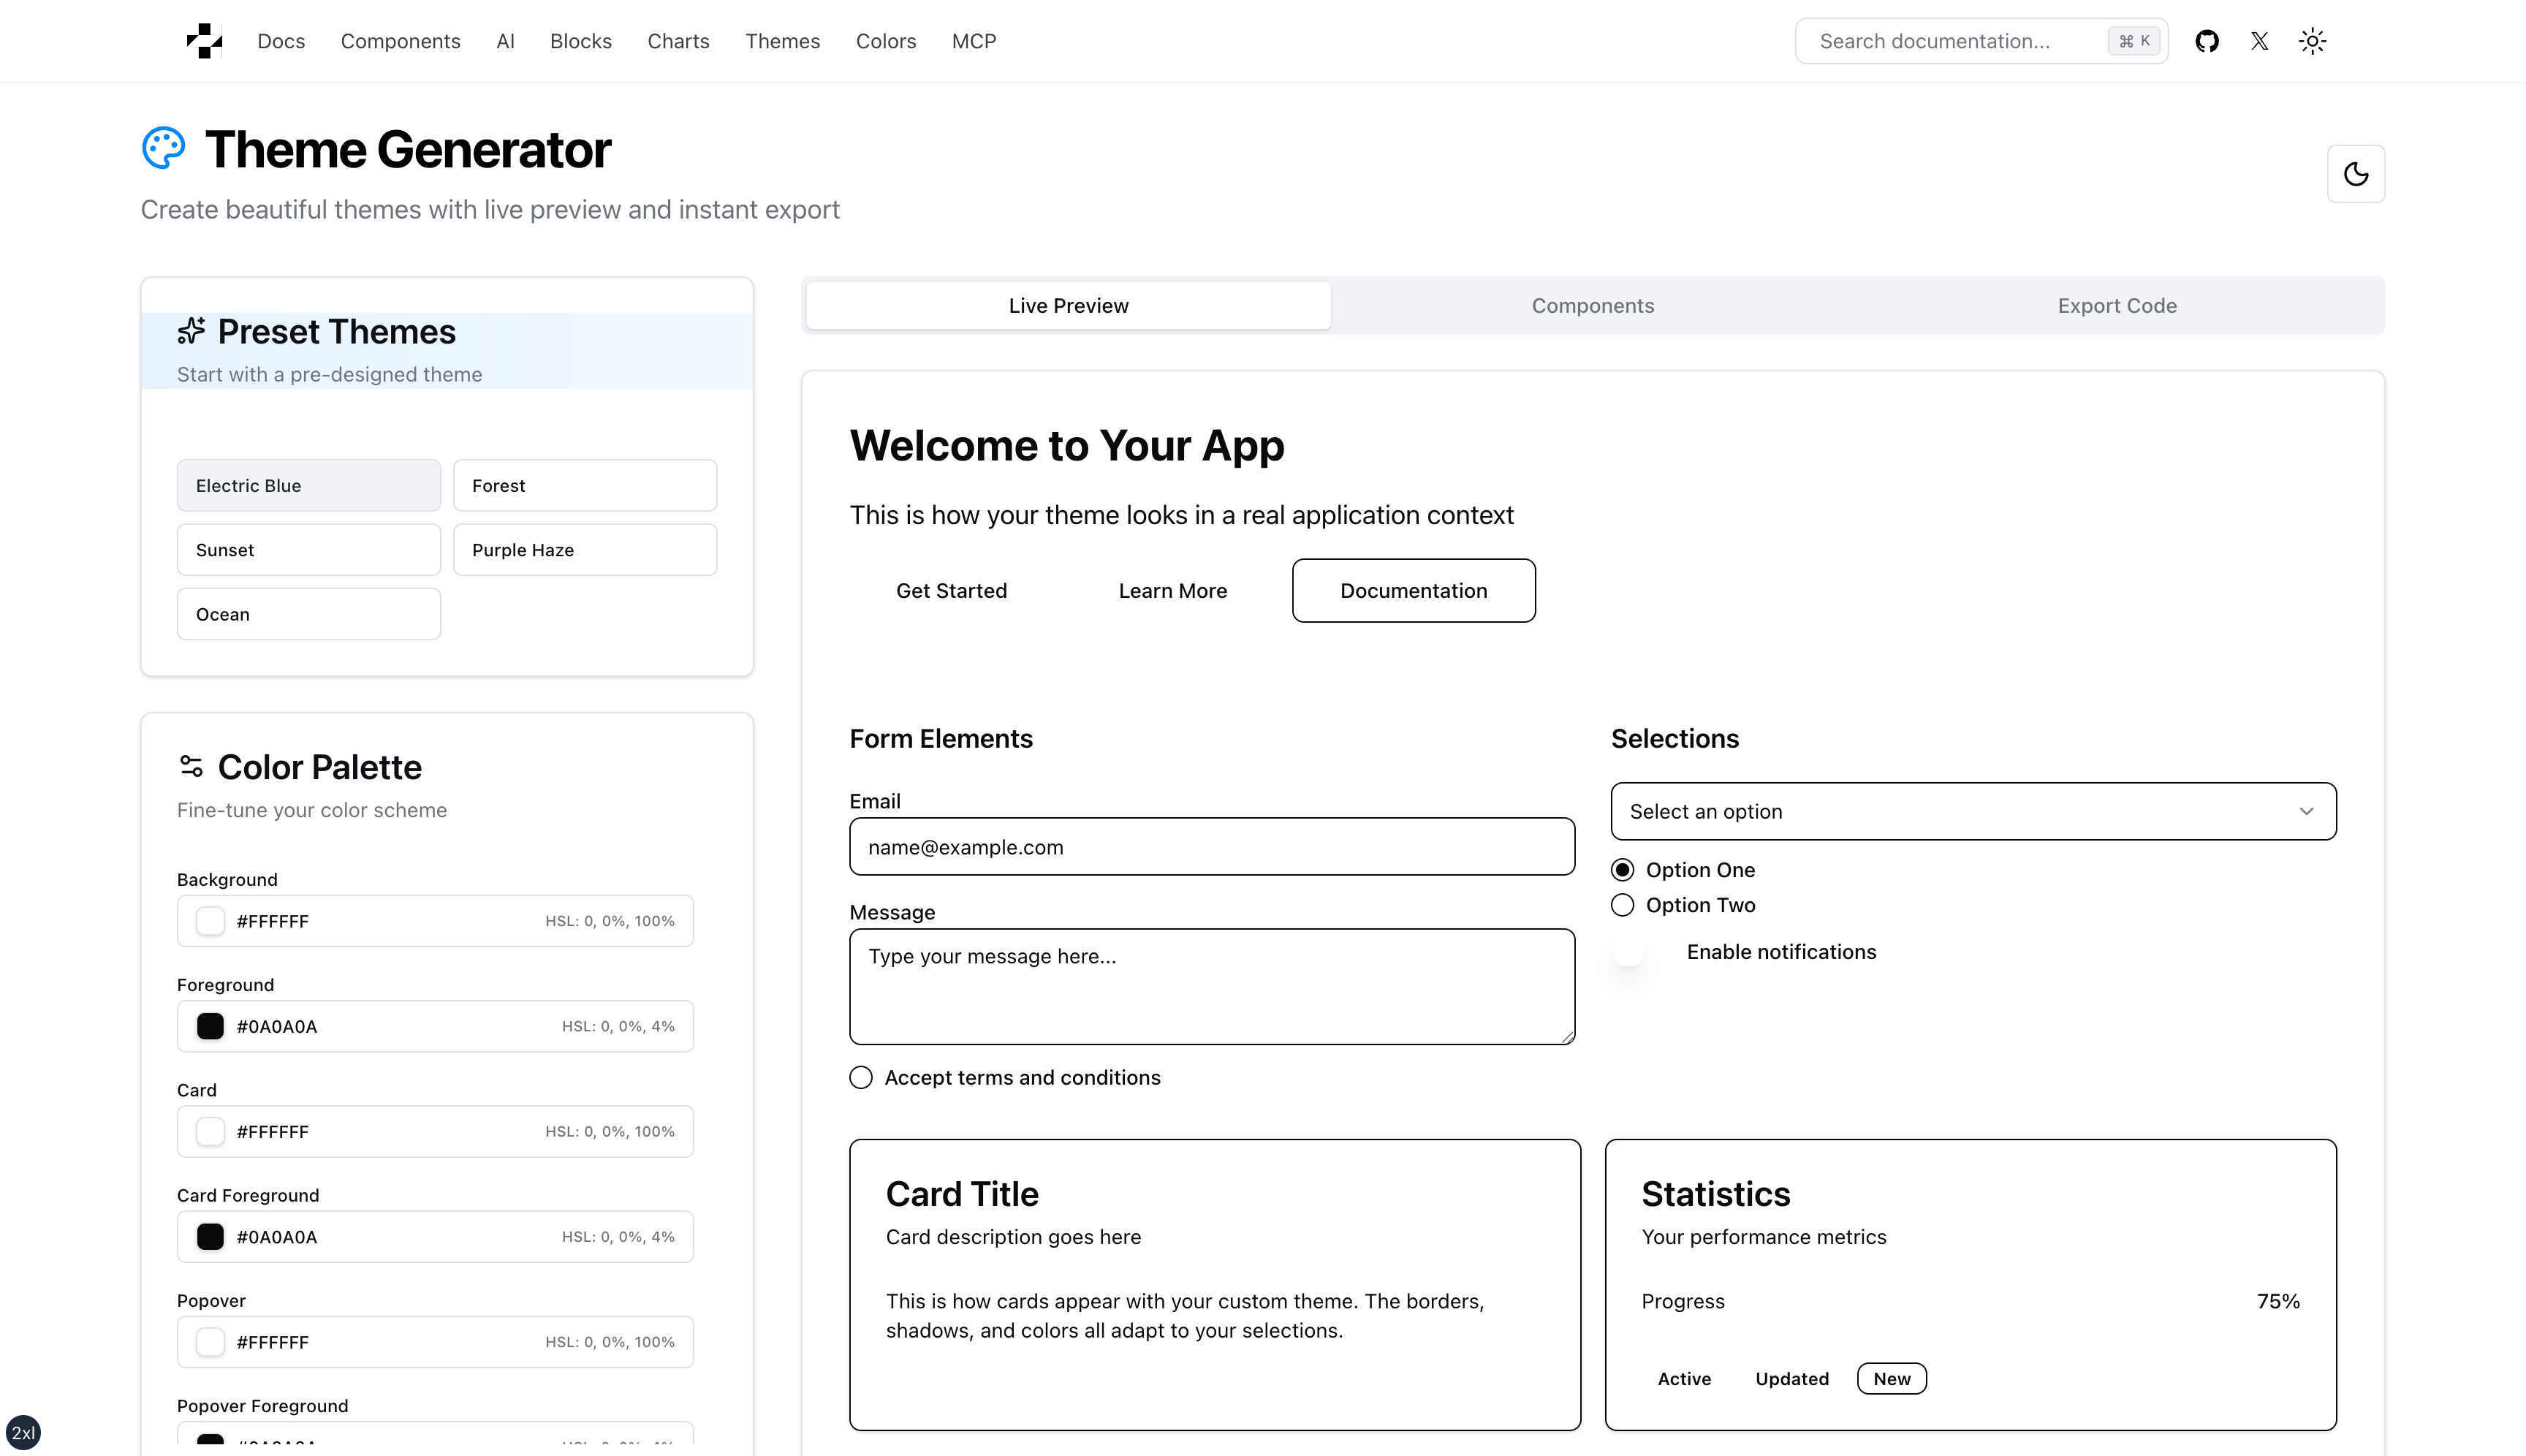 Docs Components AI Blocks Charts Themes Colors MCP
Search documentation... ⌘ K
Theme Generator
Create beautiful themes with live preview and instant export
Preset Themes
Start with a pre-designed theme
Electric Blue Forest
Sunset Purple Haze
Ocean
Color Palette
Fine-tune your color scheme
Background
#FFFFFF HSL: 0, 0%, 100%
Foreground
#0A0A0A HSL: 0, 0%, 4%
Card
#FFFFFF HSL: 0, 0%, 100%
Card Foreground
#0A0A0A HSL: 0, 0%, 4%
Popover
#FFFFFF HSL: 0, 0%, 100%
Popover Foreground
2xl
Live Preview Components Export Code
Welcome to Your App
This is how your theme looks in a real application context
Get Started Learn More Documentation
Form Elements
Email
name@example.com
Message
Type your message here...
Accept terms and conditions
Selections
Select an option
Option One
Option Two
Enable notifications
Card Title
Card description goes here
This is how cards appear with your custom theme. The borders,
shadows, and colors all adapt to your selections.
Statistics
Your performance metrics
Progress 75%
Active Updated New